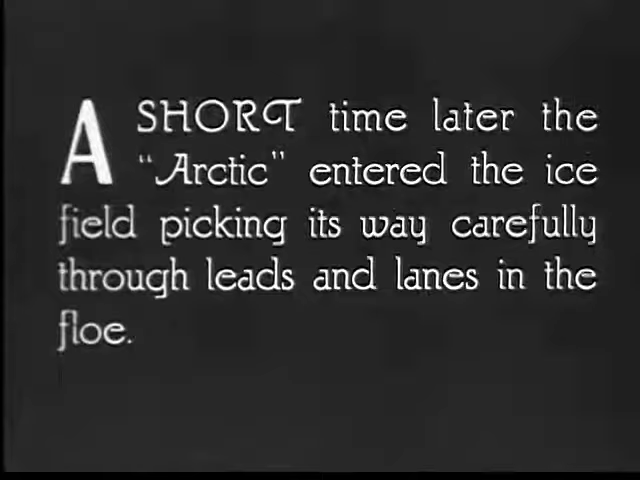 A SHORT time later the
"Arctic" entered the ice
field picking its way carefully
through leads and lanes in the
floe.